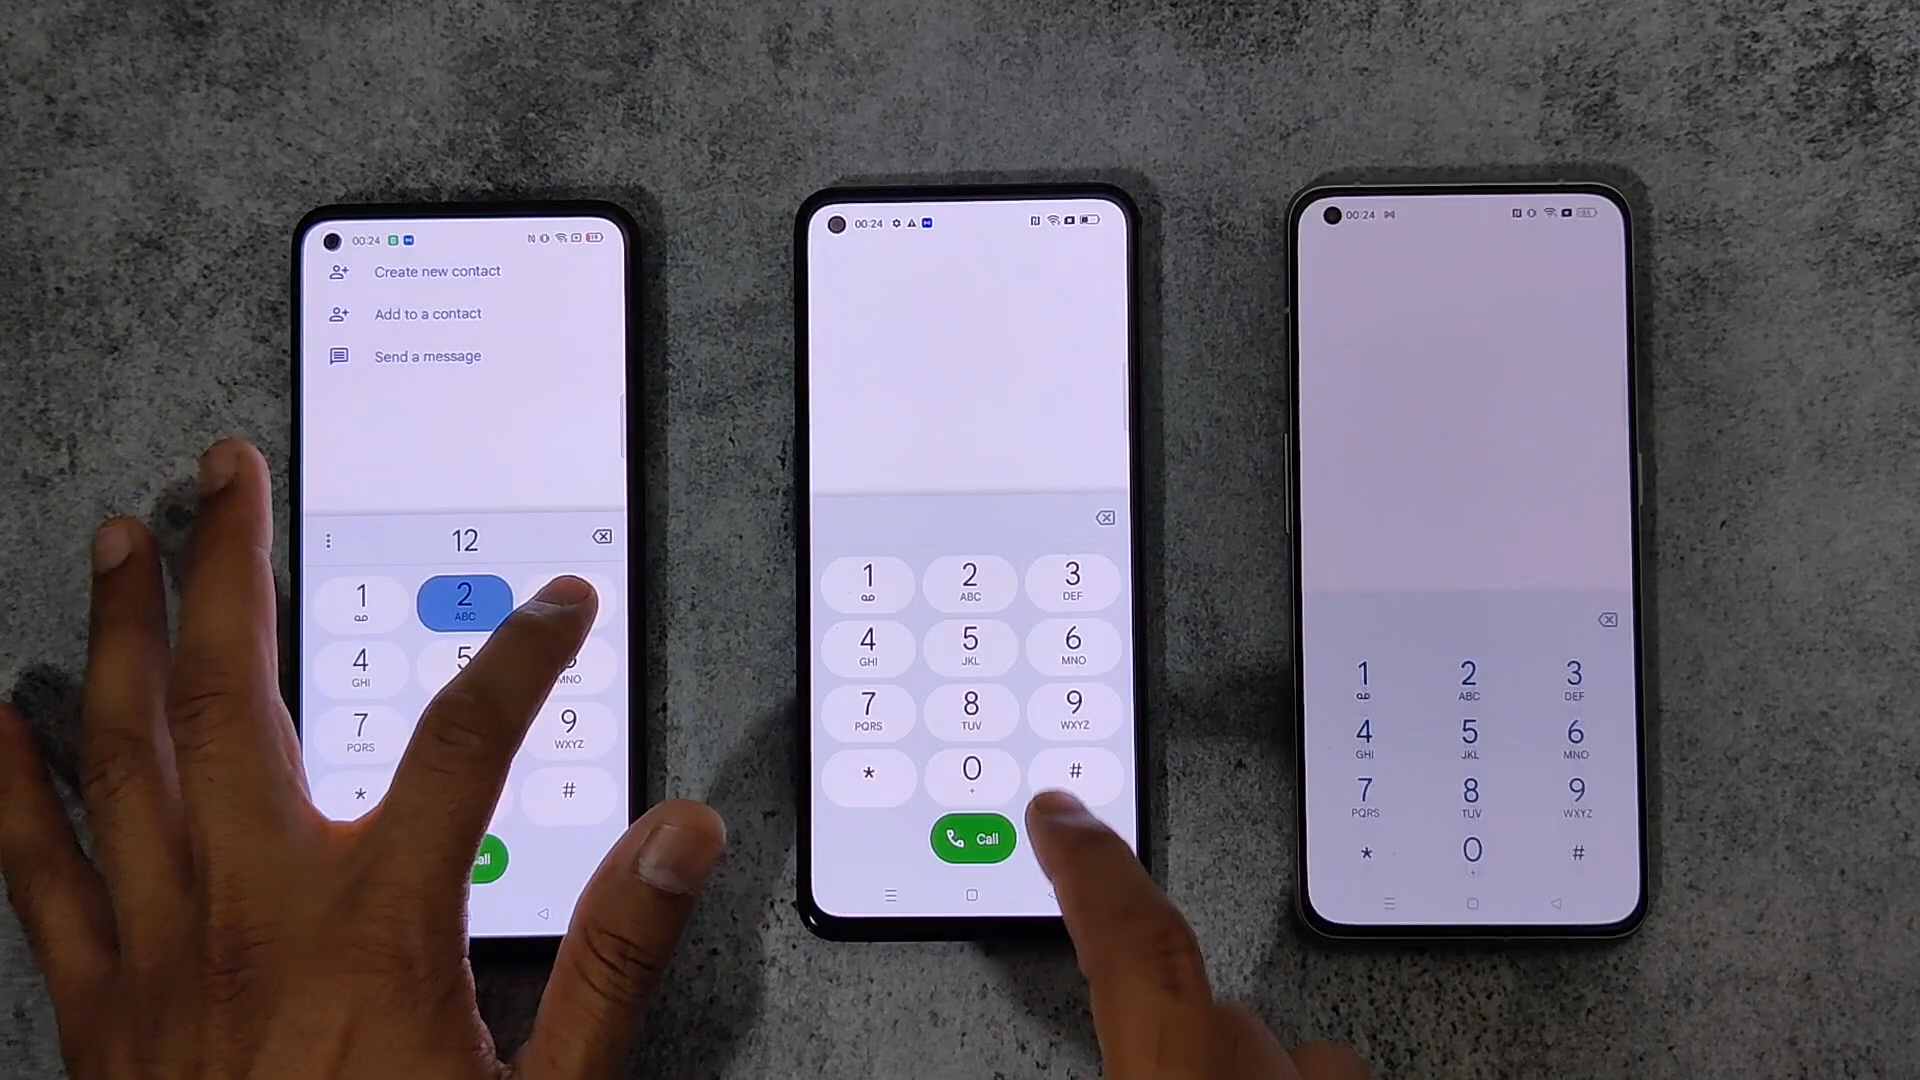 00:24
Create new contact
Add to a contact
Send a message
12
1
2
ABC
4
GHI
5
MNO
7
PQRS
9
WXYZ
*
#
all
00:24
1
2
ABC
3
DEF
4
GHI
5
JKL
6
MNO
7
PQRS
8
TUV
9
WXYZ
*
0
+
#
Call
00:24
1
2
ABC
3
DEF
4
GHI
5
JKL
6
MNO
7
PQRS
8
TUV
9
WXYZ
*
0
+
#